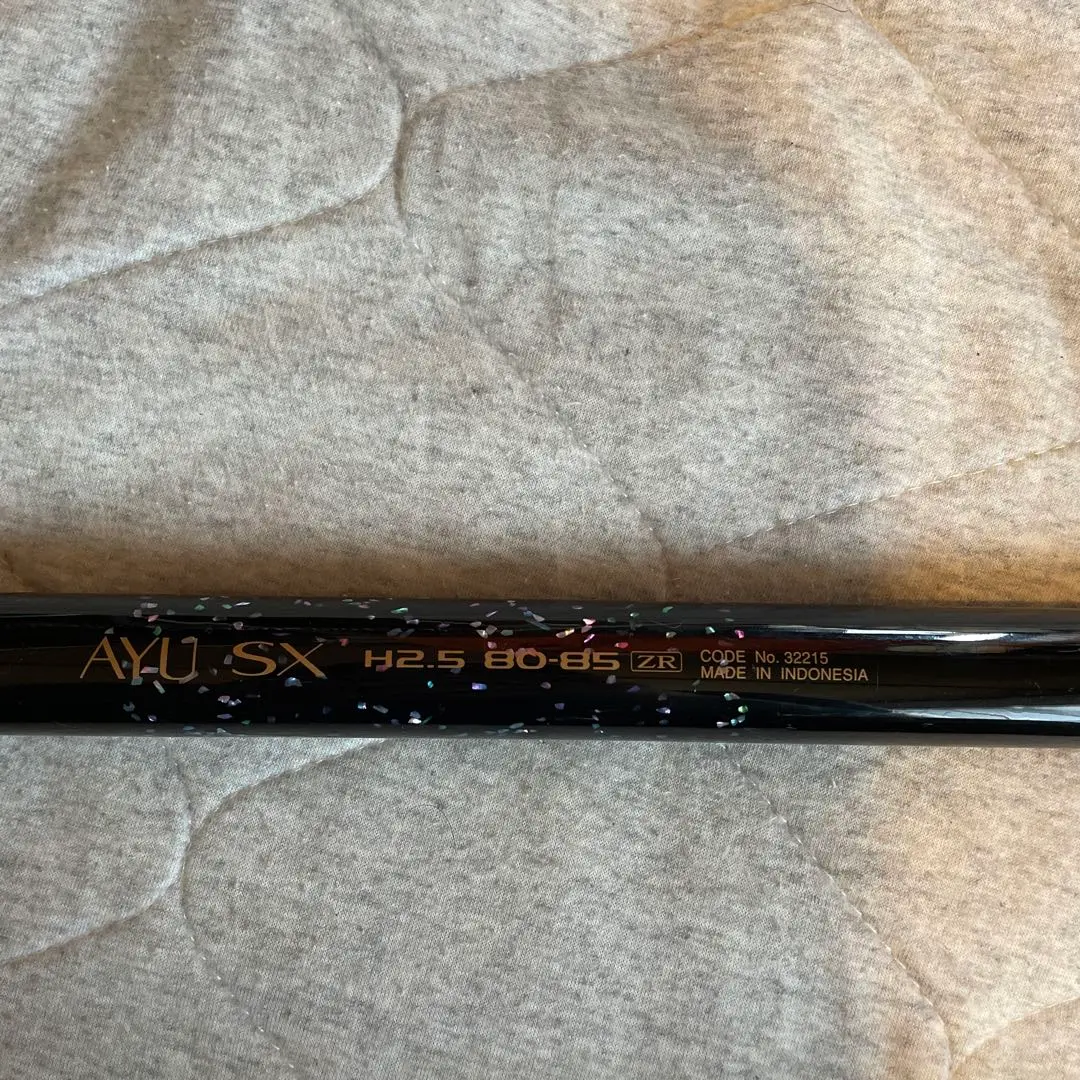 AYU SX H2.5 80-85 ZR
CODE No. 32215
MADE IN INDONESIA